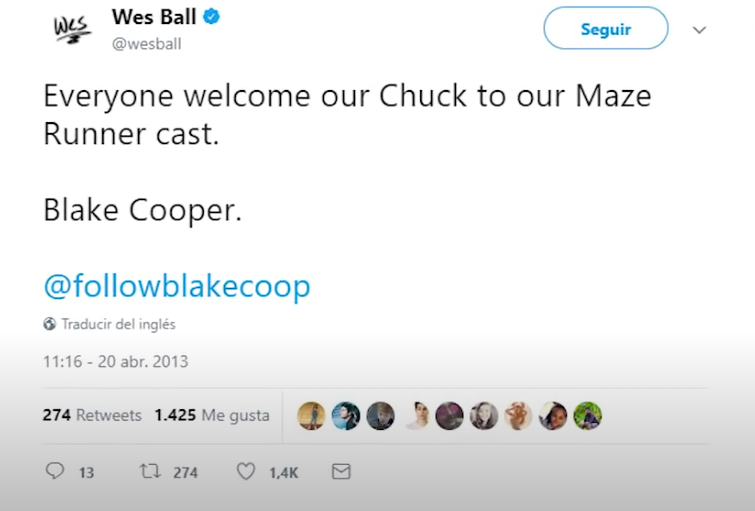 Wes
Wes Ball
@wesball
Seguir
Everyone welcome our Chuck to our Maze
Runner cast.
Blake Cooper.
@followblakecoop
Traducir del inglés
11:16 - 20 abr. 2013
274 Retweets 1.425 Me gusta
13 274 1,4K